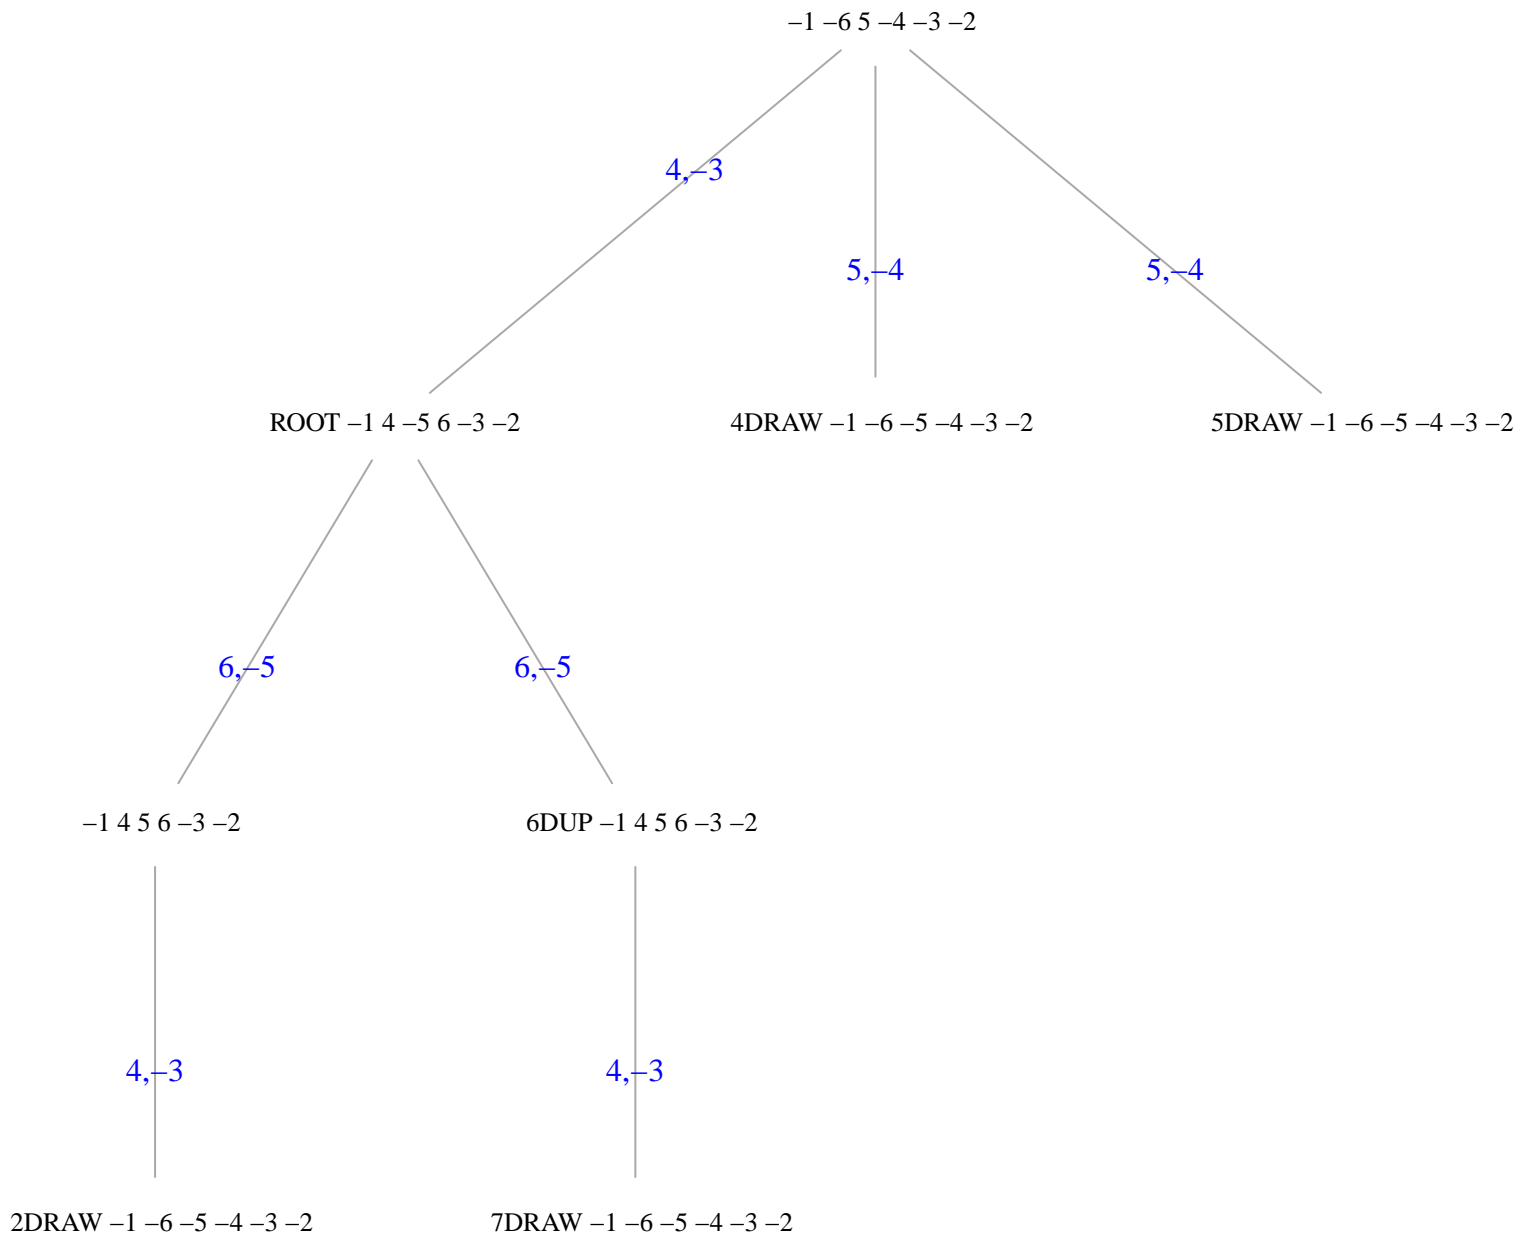 –1 –6 5 –4 –3 –2
4,–3
5,–4
5,–4
ROOT –1 4 –5 6 –3 –2
4DRAW –1 –6 –5 –4 –3 –2
5DRAW –1 –6 –5 –4 –3 –2
6,–5
6,–5
–1 4 5 6 –3 –2
6DUP –1 4 5 6 –3 –2
4,–3
4,–3
2DRAW –1 –6 –5 –4 –3 –2
7DRAW –1 –6 –5 –4 –3 –2